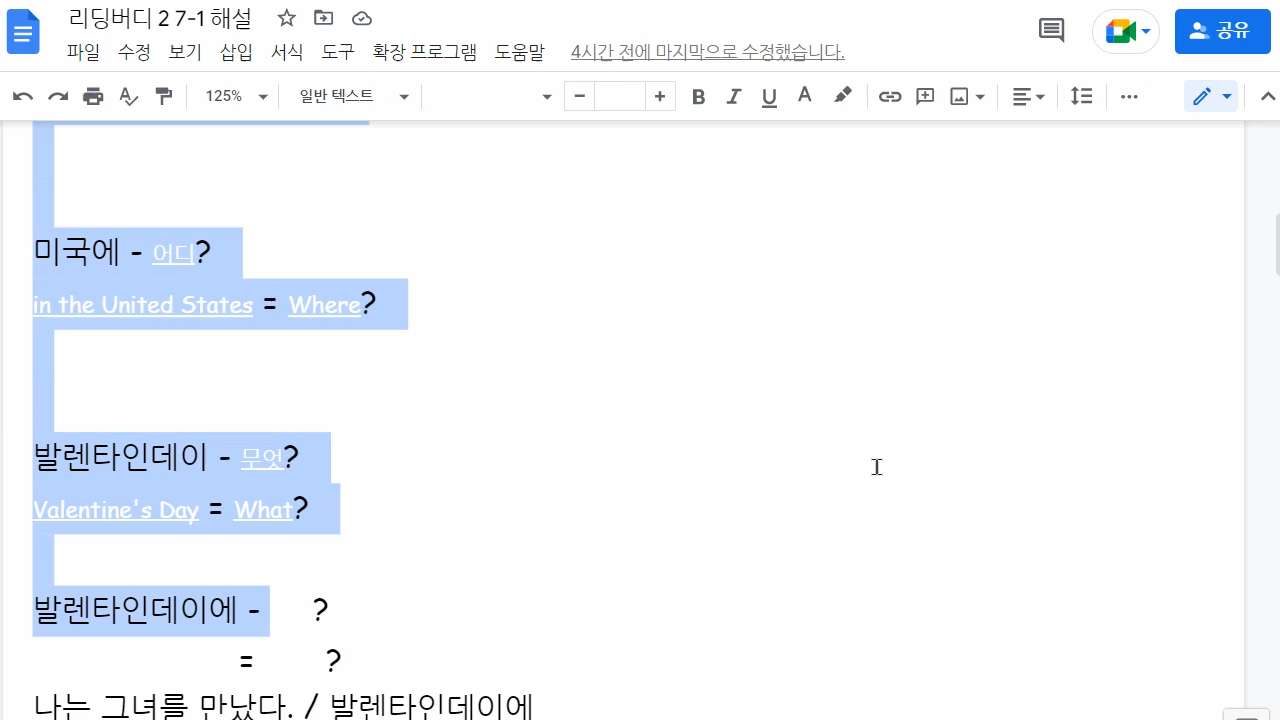 리딩버디 2 7-1 해설
파일 수정 보기 삽입 서식 도구 확장 프로그램 도움말 4시간 전에 마지막으로 수정했습니다.
공유
125% 일반 텍스트 B I U A
미국에 - 어디?
in the United States = Where?
발렌타인데이 - 무엇?
Valentine's Day = What?
발렌타인데이에 - ?
= ?
나는 그녀를 만났다. / 발렌타인데이에